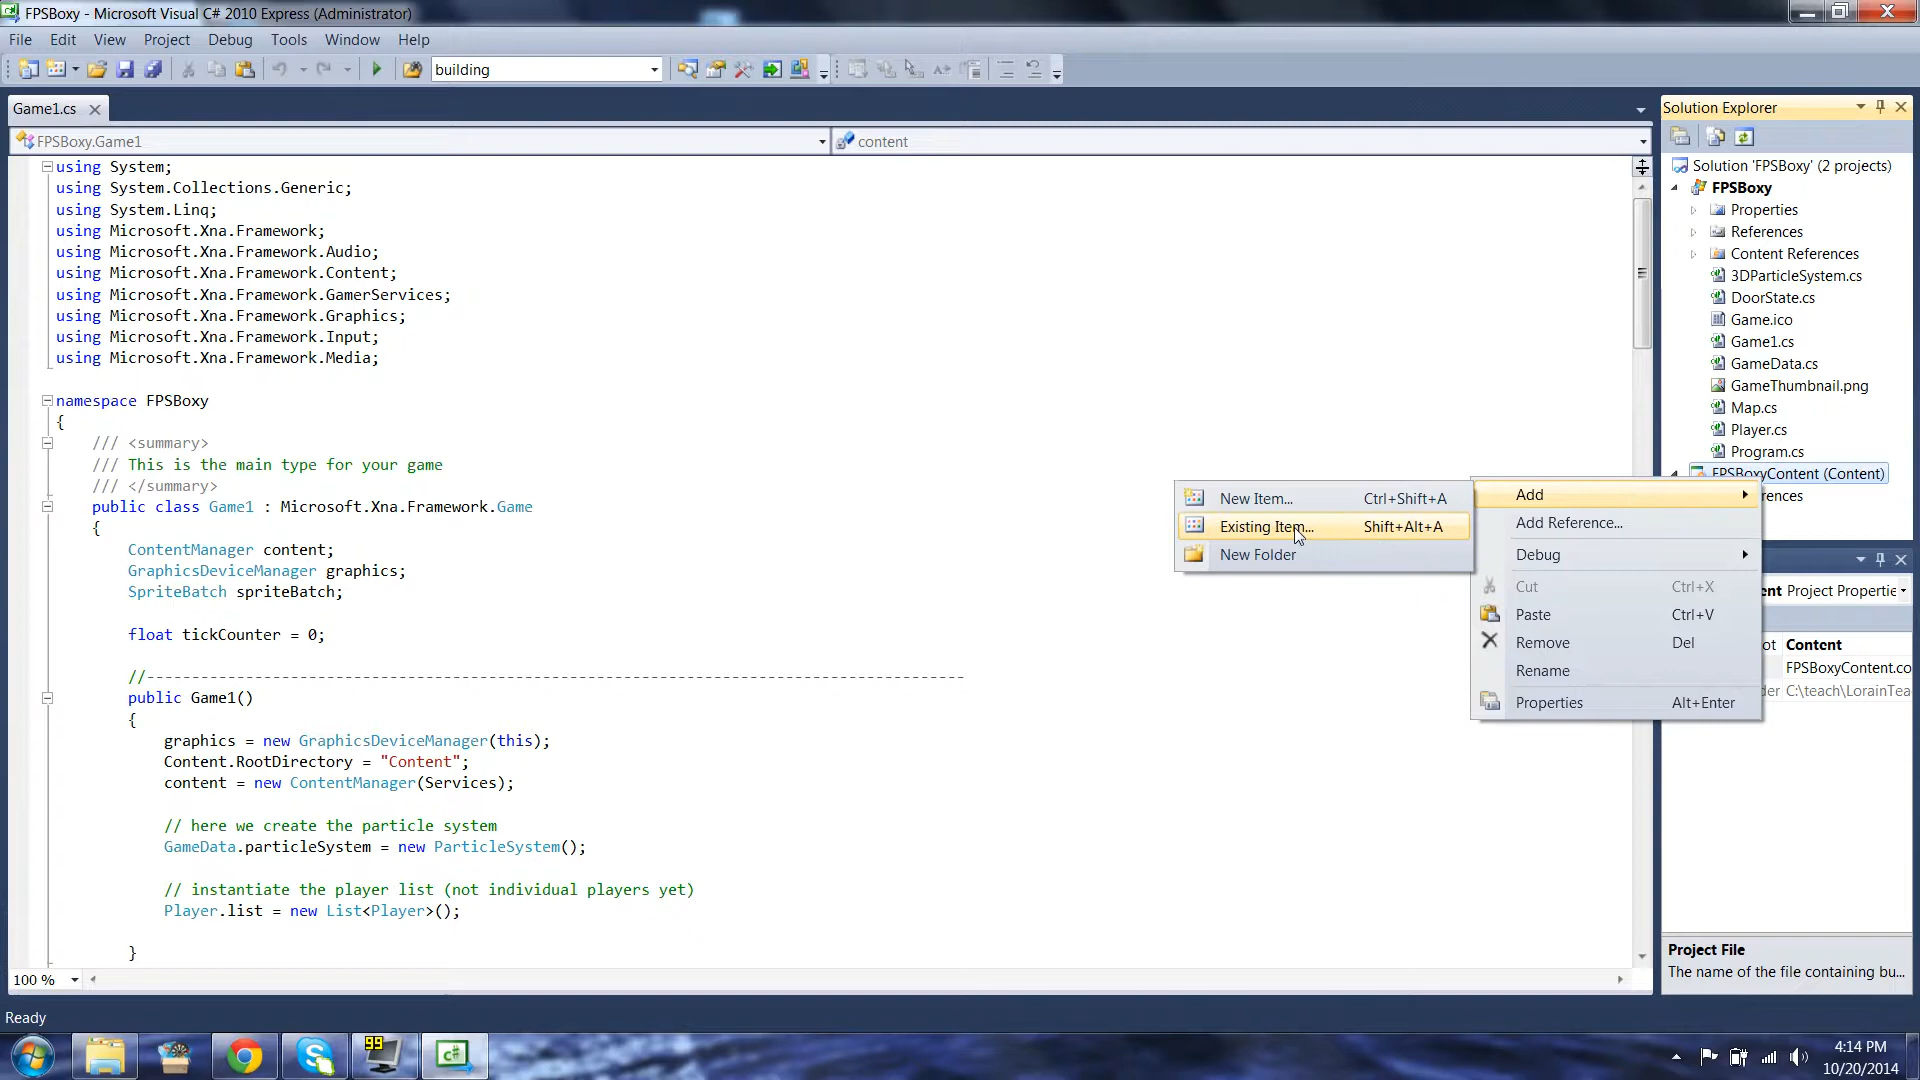 FPSBoxy - Microsoft Visual C# 2010 Express (Administrator)
File Edit View Project Debug Tools Window Help
building
Game1.cs
FPSBoxy.Game1
content
using System;
using System.Collections.Generic;
using System.Linq;
using Microsoft.Xna.Framework;
using Microsoft.Xna.Framework.Audio;
using Microsoft.Xna.Framework.Content;
using Microsoft.Xna.Framework.GamerServices;
using Microsoft.Xna.Framework.Graphics;
using Microsoft.Xna.Framework.Input;
using Microsoft.Xna.Framework.Media;
namespace FPSBoxy
{
/// <summary>
/// This is the main type for your game
/// </summary>
public class Game1 : Microsoft.Xna.Framework.Game
{
ContentManager content;
GraphicsDeviceManager graphics;
SpriteBatch spriteBatch;
float tickCounter = 0;
//-------------------------------------------------------------------------------------------
public Game1()
{
graphics = new GraphicsDeviceManager(this);
Content.RootDirectory = "Content";
content = new ContentManager(Services);
// here we create the particle system
GameData.particleSystem = new ParticleSystem();
// instantiate the player list (not individual players yet)
Player.list = new List<Player>();
}
100 %
New Item... Ctrl+Shift+A
Existing Item... Shift+Alt+A
New Folder
Add
Add Reference...
Debug
Cut Ctrl+X
Paste Ctrl+V
Remove Del
Rename
Properties Alt+Enter
Solution Explorer
Solution 'FPSBoxy' (2 projects)
FPSBoxy
Properties
References
Content References
3DParticleSystem.cs
DoorState.cs
Game.ico
Game1.cs
GameData.cs
GameThumbnail.png
Map.cs
Player.cs
Program.cs
FPSBoxyContent (Content)
ences
ent Project Propertie
ot Content
FPSBoxyContent.co
der C:\teach\LorainTea
Project File
The name of the file containing bu...
Ready
99
4:14 PM
10/20/2014